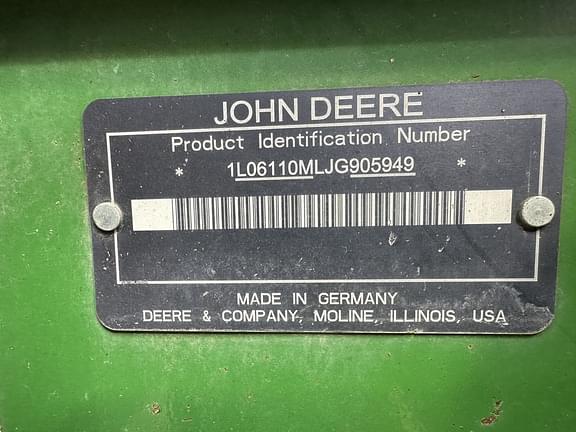 JOHN DEERE
Product Identification Number
* 1L06110MLJG905949 *
MADE IN GERMANY
DEERE & COMPANY, MOLINE, ILLINOIS, USA